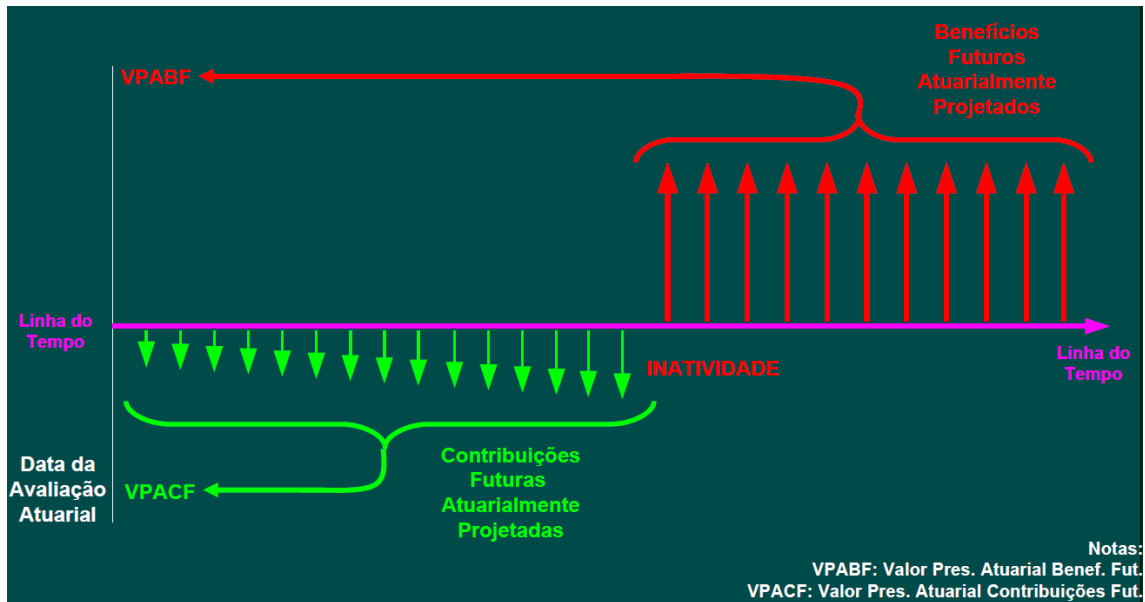 Benefícios
Futuros
Atuarialmente
Projetados
VPABF
Linha do
Tempo
Linha do
Tempo
INATIVIDADE
Data da
Avaliação
Atuarial
VPACF
Contribuições
Futuras
Atuarialmente
Projetadas
Notas:
VPABF: Valor Pres. Atuarial Benef. Fut.
VPACF: Valor Pres. Atuarial Contribuições Fut.